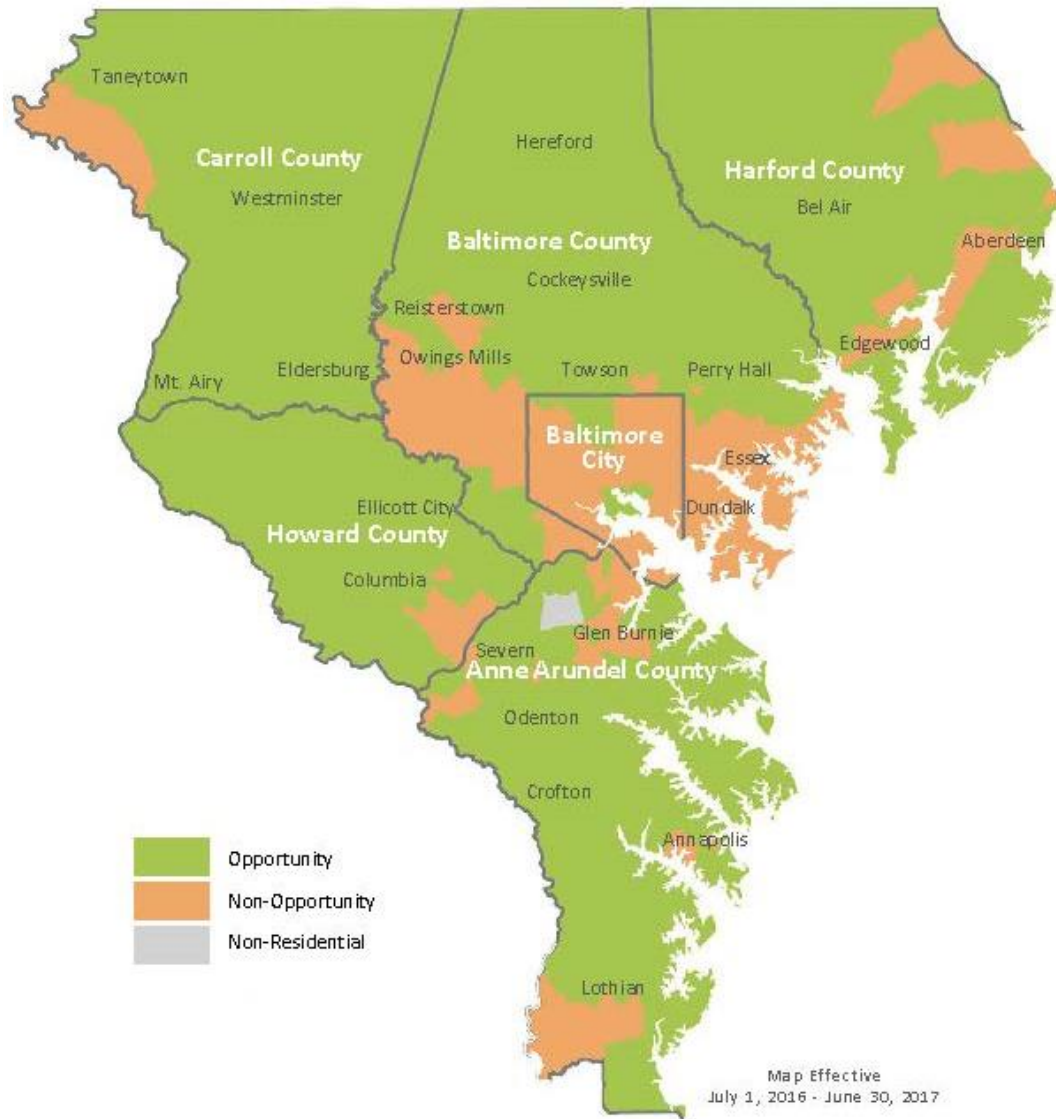 Taneytown
Hereford
Carroll County
Harford County
Westminster
Bel Air
Baltimore County
Aberdeen
Cockeysville
Reisterstown
Edgewood
Owings Mills
Eldersburg
Towson
Perry Hall
Mt. Airy
Baltimore
City
Essex
Ellicott City
Dundalk
Howard County
Columbia
Glen Burnie
Severn
Anne Arundel County
Odenton
Crofton
Annapolis
Opportunity
Non-Opportunity
Non-Residential
Lothian
Map Effective
July 1, 2016 - June 30, 2017